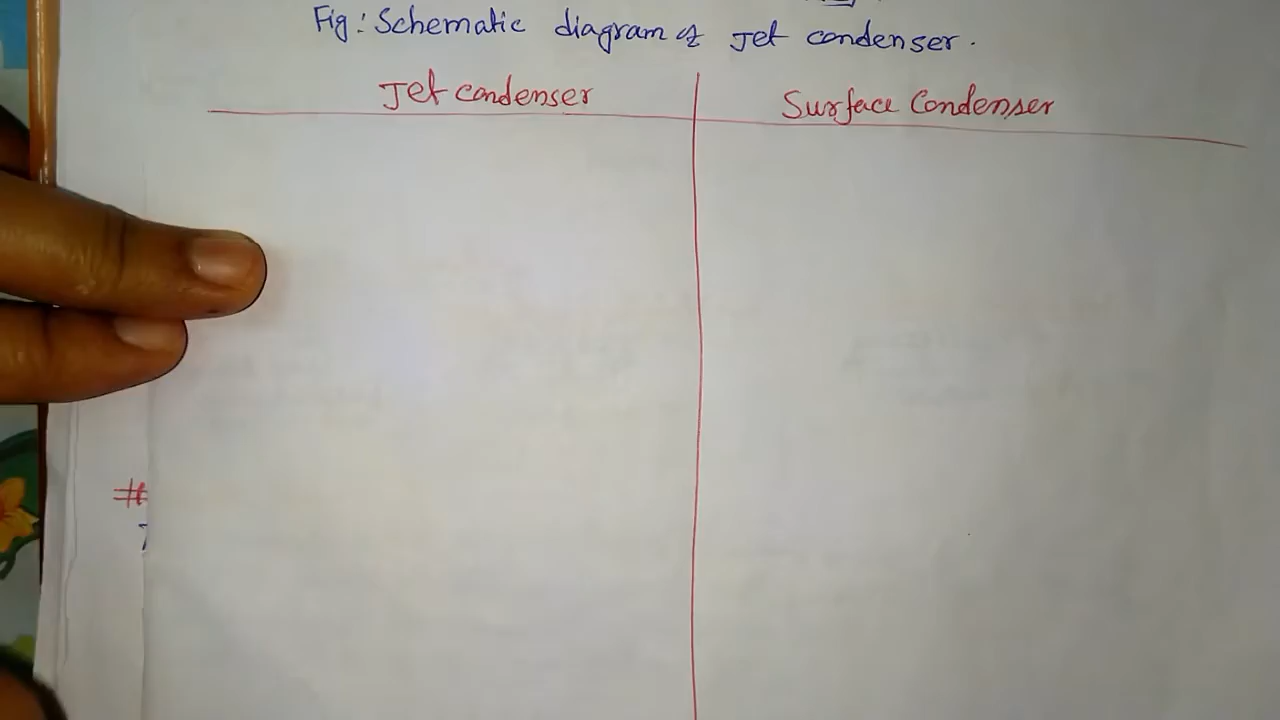 Fig: Schematic diagram of Jet condenser.
Jet condenser
Surface Condenser
#